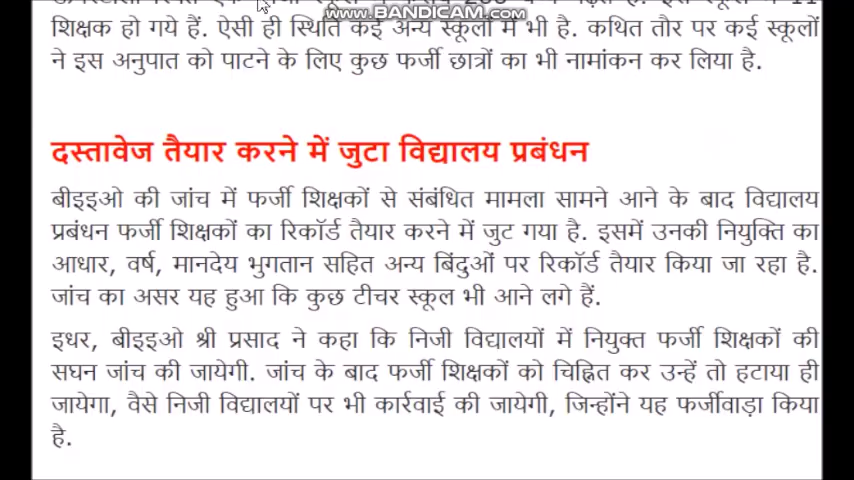 www.BANDICAM.com
शिक्षक हो गये हैं. ऐसी ही स्थिति कई अन्य स्कूलों में भी है. कथित तौर पर कई स्कूलों
ने इस अनुपात को पाटने के लिए कुछ फर्जी छात्रों का भी नामांकन कर लिया है.
दस्तावेज तैयार करने में जुटा विद्यालय प्रबंधन
बीइइओ की जांच में फर्जी शिक्षकों से संबंधित मामला सामने आने के बाद विद्यालय
प्रबंधन फर्जी शिक्षकों का रिकॉर्ड तैयार करने में जुट गया है. इसमें उनकी नियुक्ति का
आधार, वर्ष, मानदेय भुगतान सहित अन्य बिंदुओं पर रिकॉर्ड तैयार किया जा रहा है.
जांच का असर यह हुआ कि कुछ टीचर स्कूल भी आने लगे हैं.
इधर, बीइइओ श्री प्रसाद ने कहा कि निजी विद्यालयों में नियुक्त फर्जी शिक्षकों की
सघन जांच की जायेगी. जांच के बाद फर्जी शिक्षकों को चिह्नित कर उन्हें तो हटाया ही
जायेगा, वैसे निजी विद्यालयों पर भी कार्रवाई की जायेगी, जिन्होंने यह फर्जीवाड़ा किया
है.